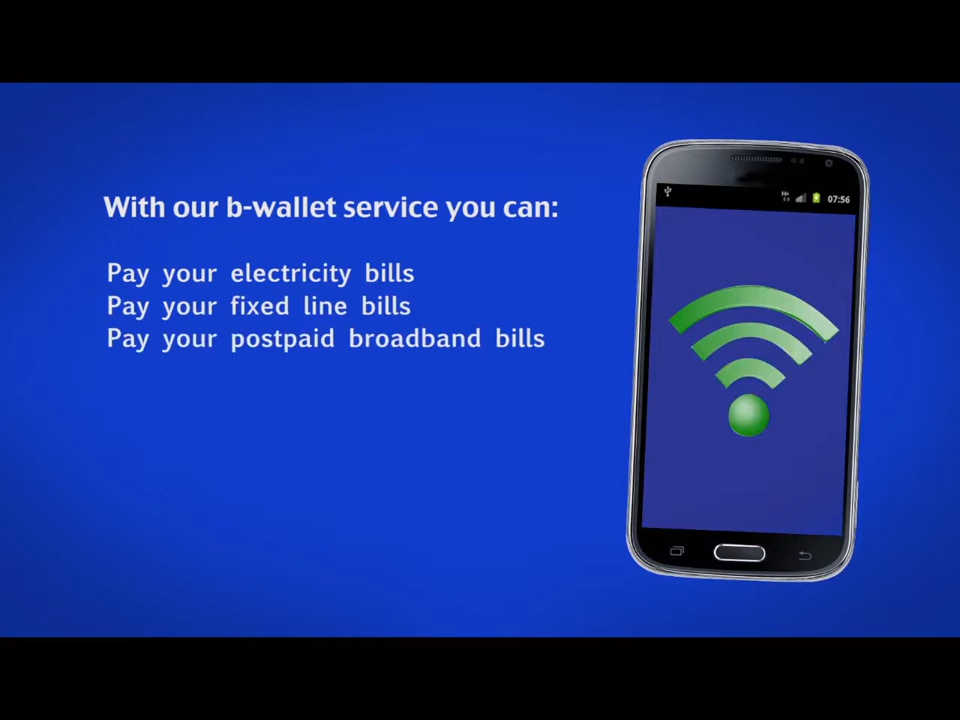 With our b-wallet service you can:
Pay your electricity bills
Pay your fixed line bills
Pay your postpaid broadband bills
07:56